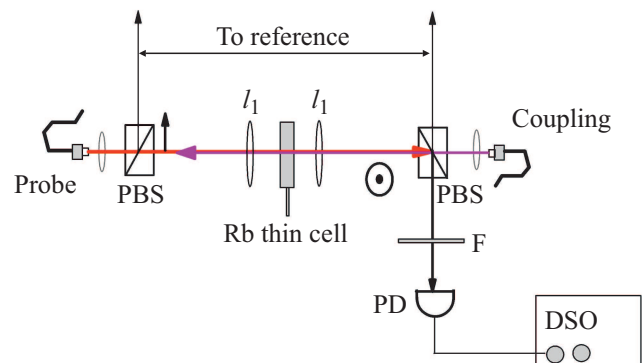 To reference
l1
l1
Coupling
Probe
PBS
PBS
Rb thin cell
F
PD
DSO